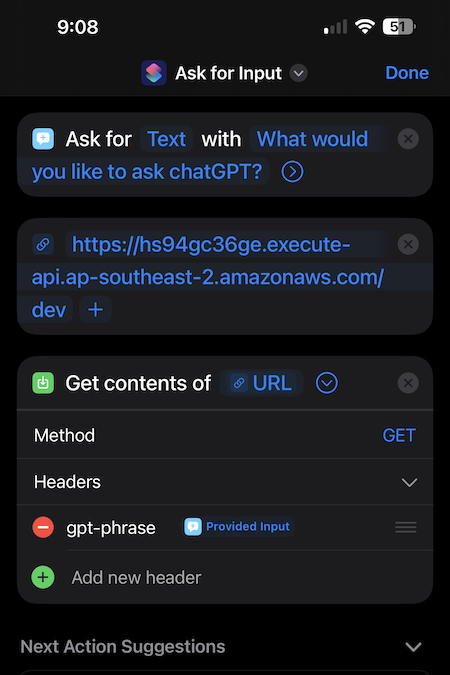 9:08
51
Ask for Input
Done
Ask for Text with What would
you like to ask chatGPT?
https://hs94gc36ge.execute-
api.ap-southeast-2.amazonaws.com/
dev
Get contents of URL
Method GET
Headers
gpt-phrase Provided Input
Add new header
Next Action Suggestions